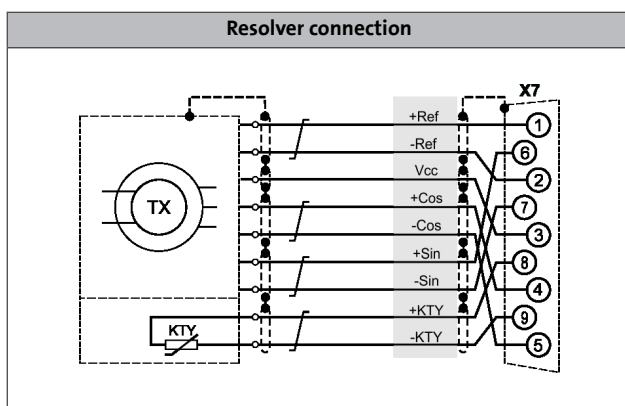 Resolver connection
X7
+Ref
1
-Ref
6
Vcc
2
+Cos
7
TX
-Cos
3
+Sin
8
-Sin
4
+KTY
9
KTY
-KTY
5